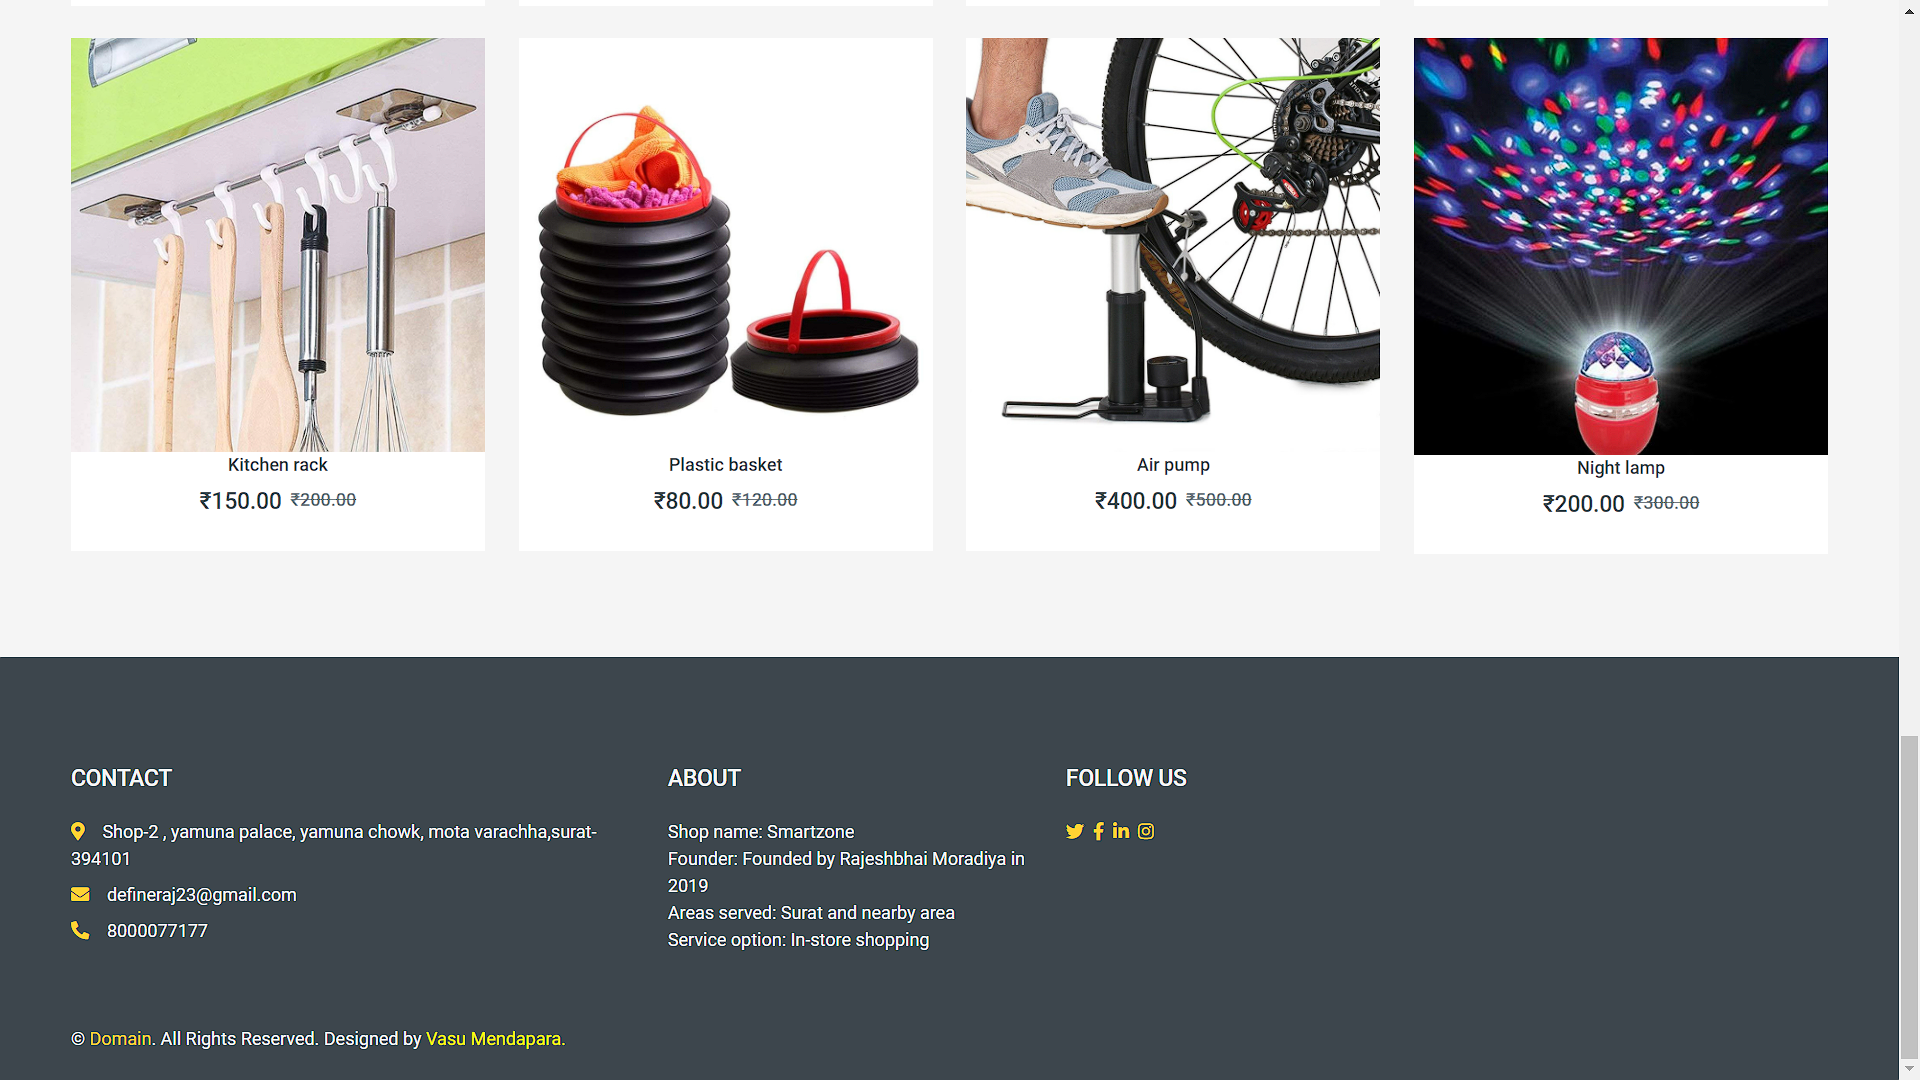 Kitchen rack
₹150.00 ₹200.00
Plastic basket
₹80.00 ₹120.00
Air pump
₹400.00 ₹500.00
Night lamp
₹200.00 ₹300.00
CONTACT
Shop-2 , yamuna palace, yamuna chowk, mota varachha,surat-
394101
defineraj23@gmail.com
8000077177
ABOUT
Shop name: Smartzone
Founder: Founded by Rajeshbhai Moradiya in
2019
Areas served: Surat and nearby area
Service option: In-store shopping
FOLLOW US
© Domain. All Rights Reserved. Designed by Vasu Mendapara.